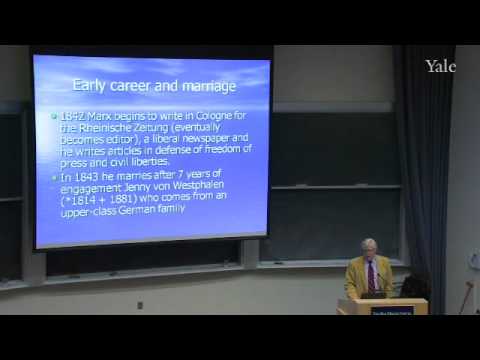 Yale
Early career and marriage
• 1842 Marx begins to write in Cologne for
the Rheinische Zeitung (eventually
becomes editor), a liberal newspaper and
he writes articles in defense of freedom of
press and civil liberties.
• In 1843 he marries after 7 years of
engagement Jenny von Westphalen
(*1814 + 1881) who comes from an
upper-class German family